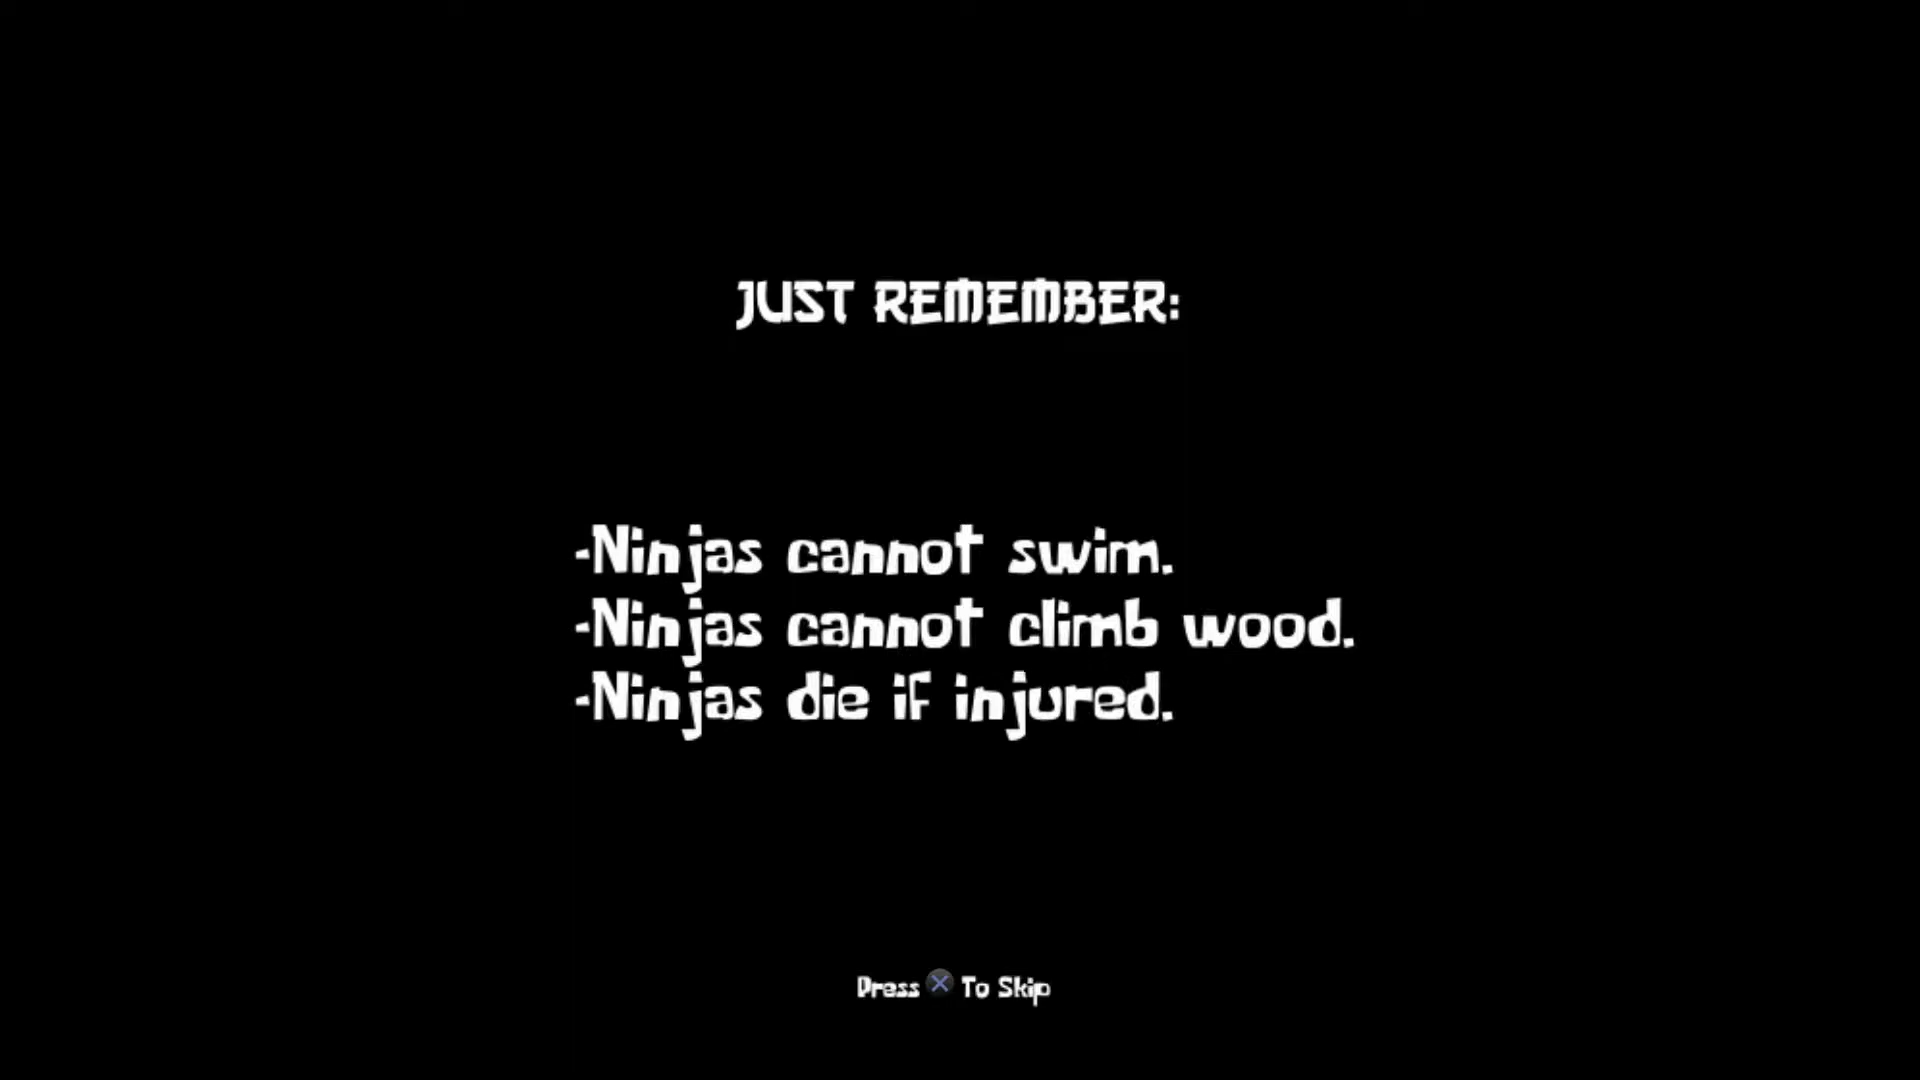 JUST REMEMBER:
-Ninjas cannot swim.
-Ninjas cannot climb wood.
-Ninjas die if injured.
Press To Skip